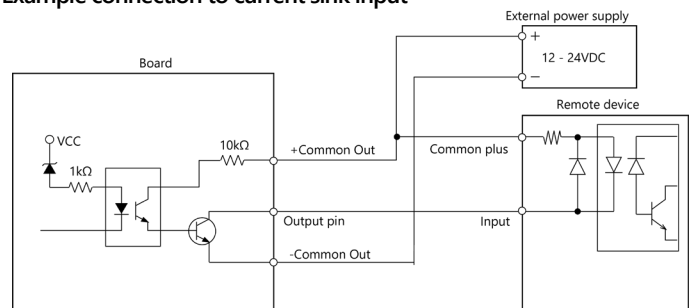 Example connection to current sink input
External power supply
+
12 - 24VDC
−
Board
Remote device
VCC
1kΩ
10kΩ
+Common Out
Common plus
Output pin
Input
-Common Out